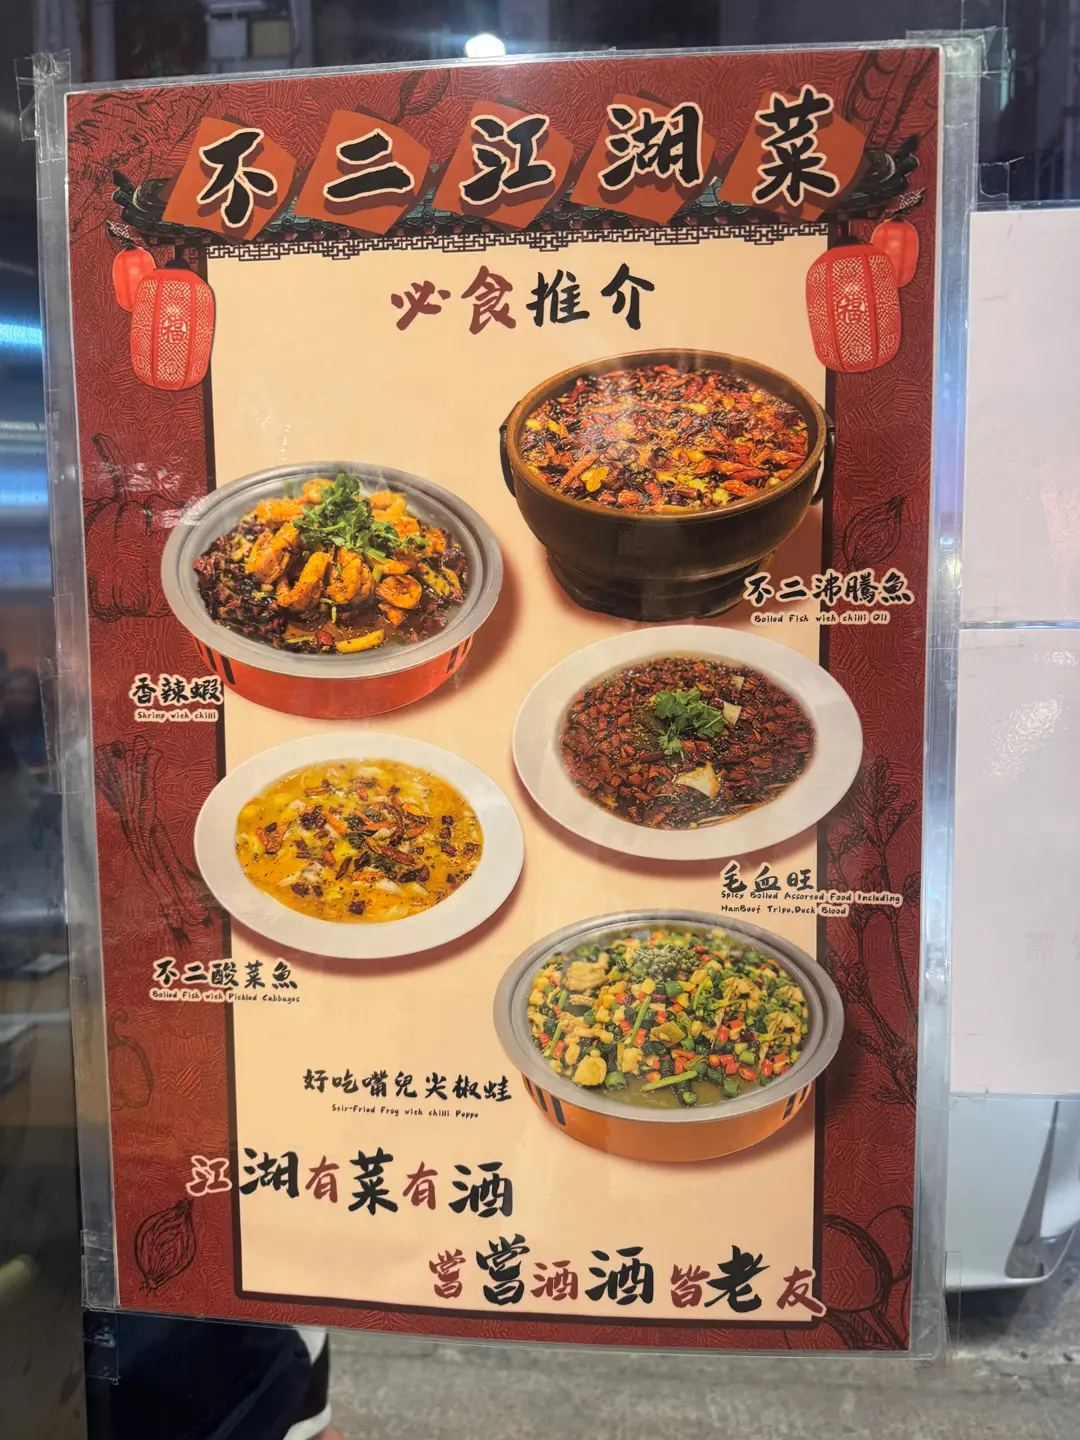 不二江湖菜
必食推介
福
福
不二沸騰魚
Boiled Fish with chilli Oil
香辣蝦
Shrimp with chilli
毛血旺
Spicy Boiled Assorted Food Including
HamBeef Tripe.Duck Blood
不二酸菜魚
Boiled Fish with Pickled Cabbages
好吃嘴兒尖椒蛙
Stir-Fried Frog with chilli Peppe
江湖有菜有酒
嘗嘗酒酒皆老友